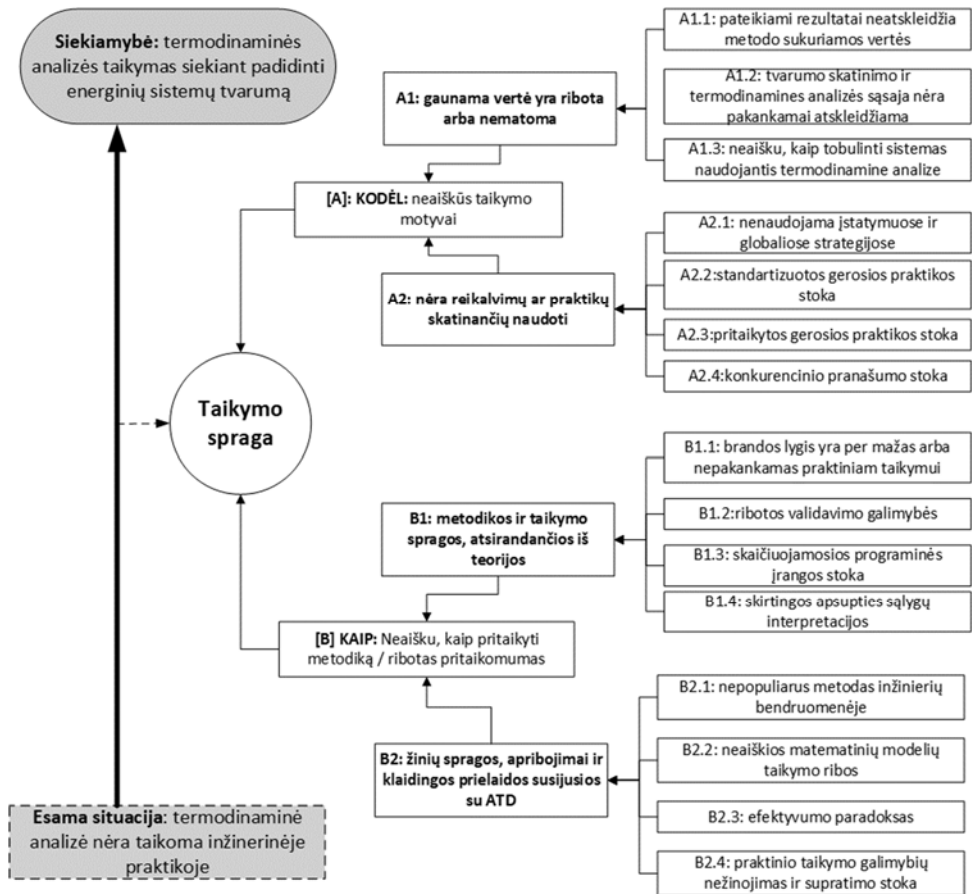 Siekiamybė: termodinaminės
analizės taikymas siekiant padidinti
energinių sistemų tvarumą
A1.1: pateikiami rezultatai neatskleidžia
metodo sukuriamos vertės
A1.2: tvarumo skatinimo ir
termodinamines analizės sąsaja nėra
pakankamai atskleidžiama
A1.3: neaišku, kaip tobulinti sistemas
naudojantis termodinamine analize
A1: gaunama vertė yra ribota
arba nematoma
[A]: KODĖL: neaiškūs taikymo
motyvai
A2: nėra reikalvimų ar praktikų
skatinančių naudoti
A2.1: nenaudojama įstatymuose ir
globaliose strategijose
A2.2:standartizuotos gerosios praktikos
stoka
A2.3:pritaikytos gerosios praktikos stoka
A2.4:konkurencinio pranašumo stoka
Taikymo
spraga
B1.1: brandos lygis yra per mažas arba
nepakankamas praktiniam taikymui
B1.2:ribotos validavimo galimybės
B1.3: skaičiuojamosios programinės
įrangos stoka
B1.4: skirtingos apsupties sąlygų
interpretacijos
B1: metodikos ir taikymo
spragos, atsirandančios iš
teorijos
[B] KAIP: Neaišku, kaip pritaikyti
metodiką / ribotas pritaikomumas
B2: žinių spragos, apribojimai ir
klaidingos prielaidos susijusios
su ATD
B2.1: nepopuliarus metodas inžinierių
bendruomenėje
B2.2: neaiškios matematinių modelių
taikymo ribos
B2.3: efektyvumo paradoksas
B2.4: praktinio taikymo galimybių
nežinojimas ir supratimo stoka
Esama situacija: termodinaminė
analizė nėra taikoma inžinerinėje
praktikoje